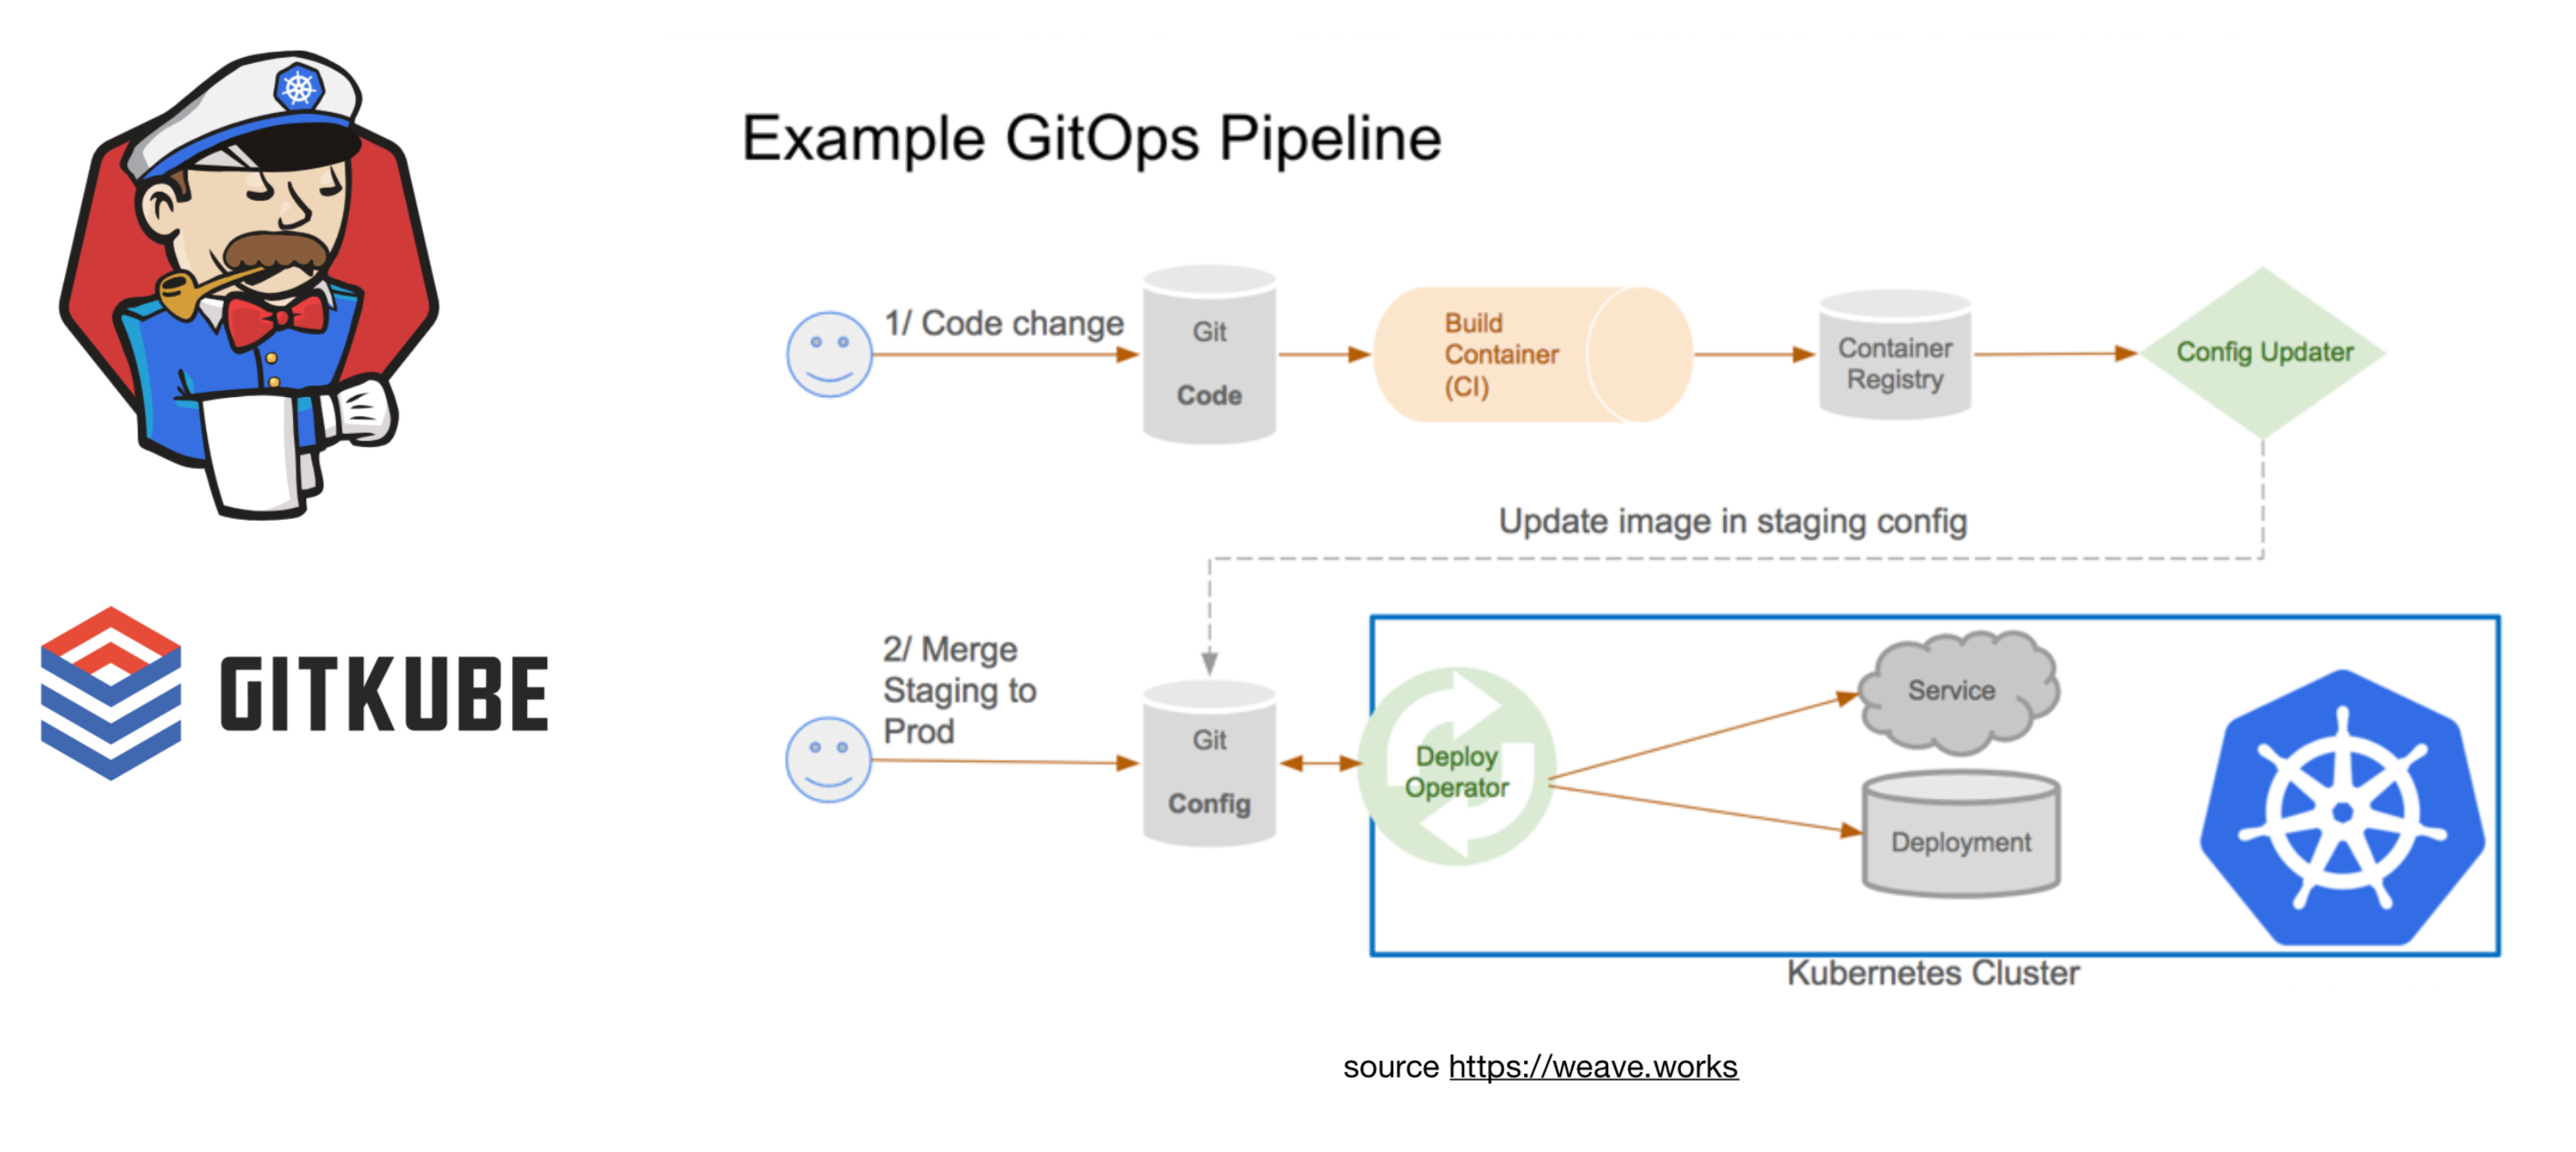 Example GitOps Pipeline
1/ Code change
Git
Code
Build
Container
(CI)
Container
Registry
Config Updater
Update image in staging config
GITKUBE
2/ Merge
Staging to
Prod
Git
Config
Deploy
Operator
Service
Deployment
Kubernetes Cluster
source https://weave.works